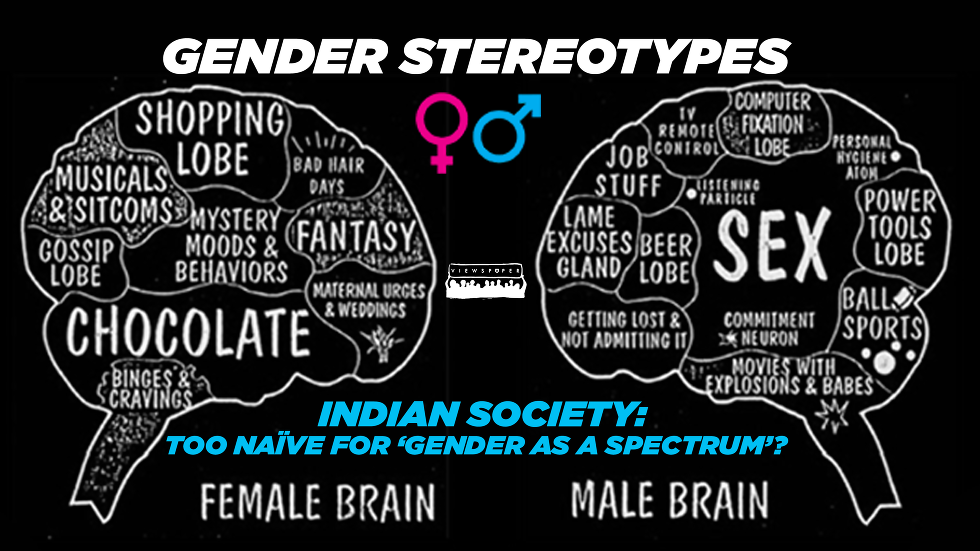 GENDER STEREOTYPES
SHOPPING
LOBE
BAD HAIR
DAYS
MUSICALS
& SITCOMS
MYSTERY
MOODS &
BEHAVIORS
FANTASY
GOSSIP
LOBE
MATERNAL URGES
& WEDDINGS
CHOCOLATE
BINGES &
CRAVINGS
FEMALE BRAIN
VIEWSPAPER
TV
REMOTE
CONTROL
COMPUTER
FIXATION
LOBE
PERSONAL
HYGIENE
ATOM
JOB
STUFF
LISTENING
PARTICLE
LAME
EXCUSES
GLAND
BEER
LOBE
SEX
POWER
TOOLS
LOBE
BALL
SPORTS
GETTING LOST &
NOT ADMITTING IT
COMMITMENT
NEURON
MOVIES WITH
EXPLOSIONS & BABES
MALE BRAIN
INDIAN SOCIETY:
TOO NAÏVE FOR ‘GENDER AS A SPECTRUM’?